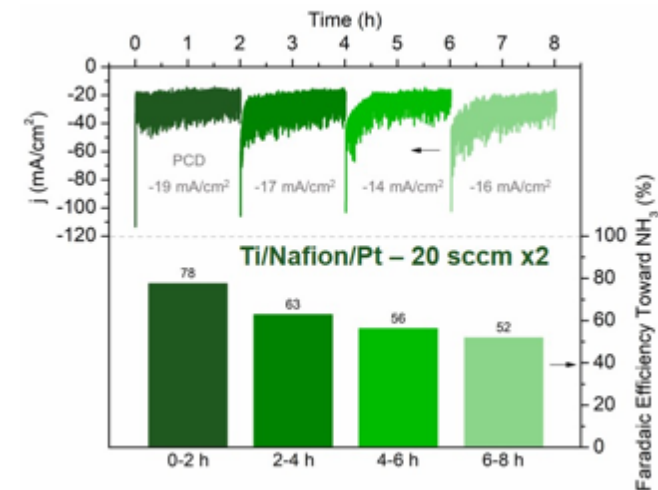 Time (h)
0 1 2 3 4 5 6 7 8
0
-20
-40
-60
-80
-100
-120
j (mA/cm²)
PCD
-19 mA/cm² -17 mA/cm² -14 mA/cm² -16 mA/cm²
Ti/Nafion/Pt – 20 sccm x2
78
63
56
52
100
80
60
40
20
0
Faradaic Efficiency Toward NH₃ (%)
0-2 h 2-4 h 4-6 h 6-8 h